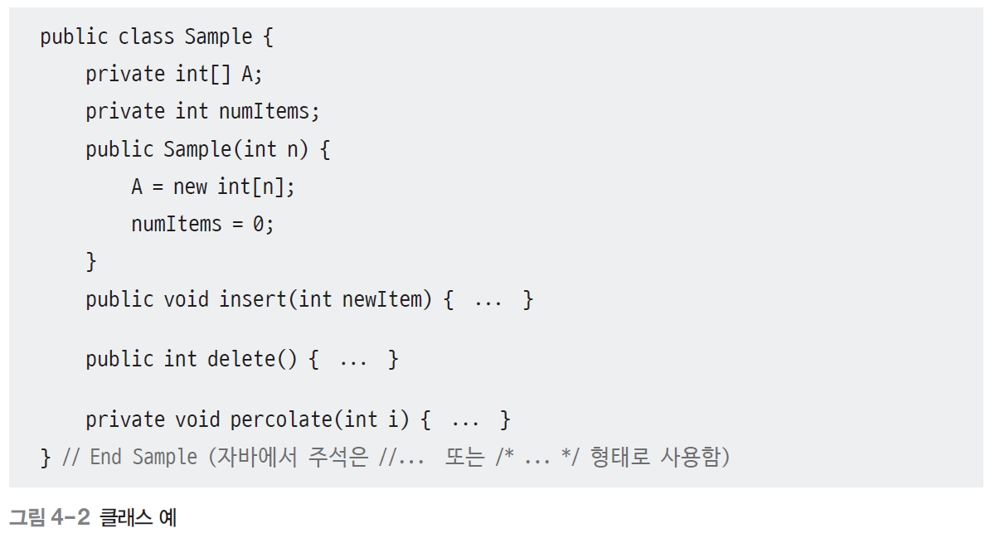 public class Sample {
    private int[] A;
    private int numItems;
    public Sample(int n) {
        A = new int[n];
        numItems = 0;
    }
    public void insert(int newItem) { ... }
    public int delete() { ... }
    private void percolate(int i) { ... }
} // End Sample (자바에서 주석은 //... 또는 /* ... */ 형태로 사용함)
그림 4-2 클래스 예